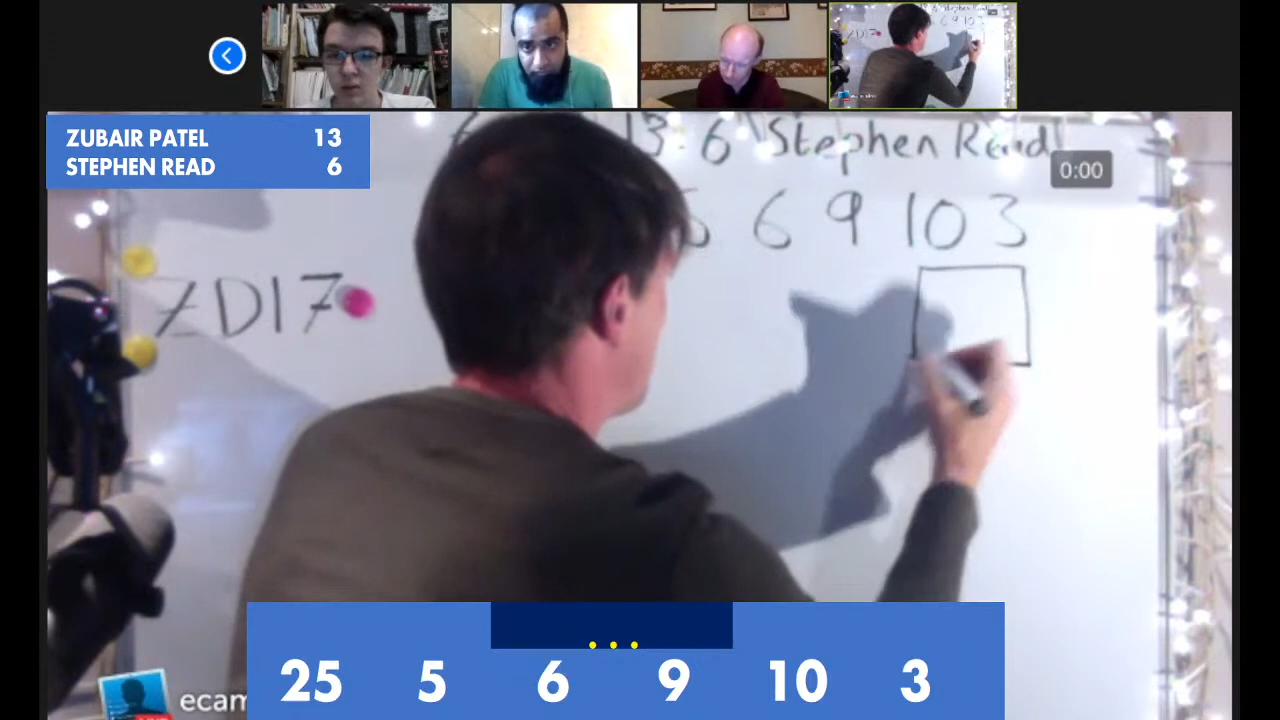 ZUBAIR PATEL 13
STEPHEN READ 6
13-6 Stephen Read
0:00
6 9 10 3
ZD17
...
25 5 6 9 10 3
ecam